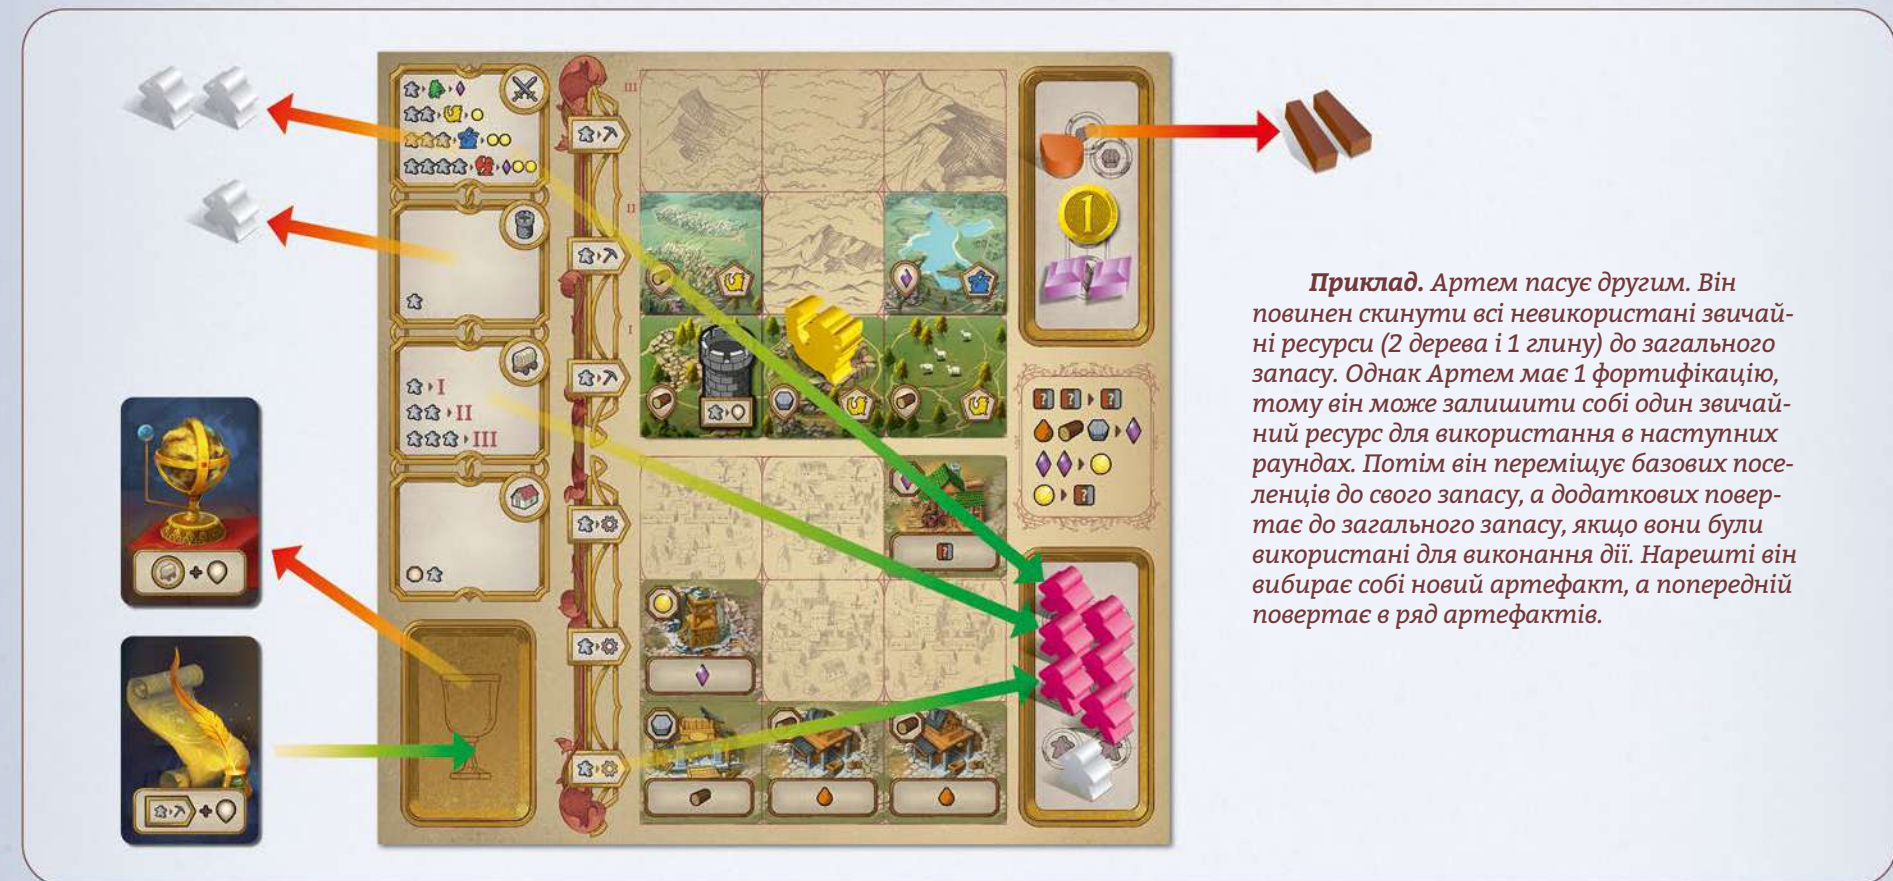 III
II
I
1
I
II
III
? ? ?
?
?
Приклад. Артем пасує другим. Він
повинен скинути всі невикористані звичай-
ні ресурси (2 дерева і 1 глину) до загального
запасу. Однак Артем має 1 фортифікацію,
тому він може залишити собі один звичай-
ний ресурс для використання в наступних
раундах. Потім він переміщує базових посе-
ленців до свого запасу, а додаткових повер-
тає до загального запасу, якщо вони були
використані для виконання дії. Нарешті він
вибирає собі новий артефакт, а попередній
повертає в ряд артефактів.